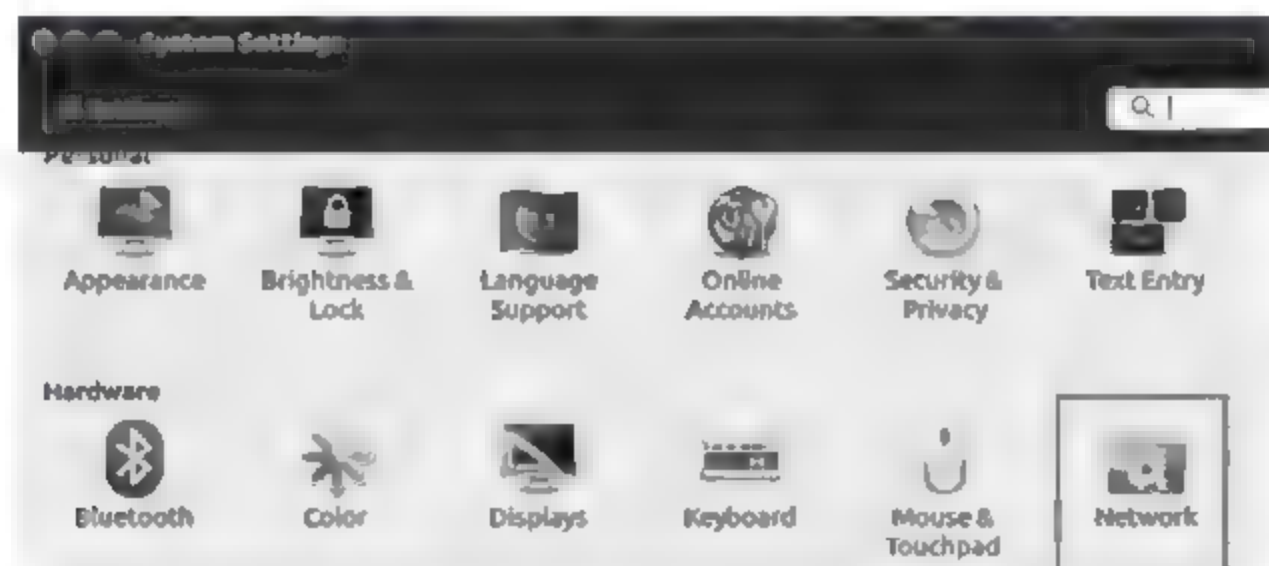 System Settings
Personal
Appearance
Brightness &
Lock
Language
Support
Online
Accounts
Security &
Privacy
Text Entry
Hardware
Bluetooth
Color
Displays
Keyboard
Mouse &
Touchpad
Network